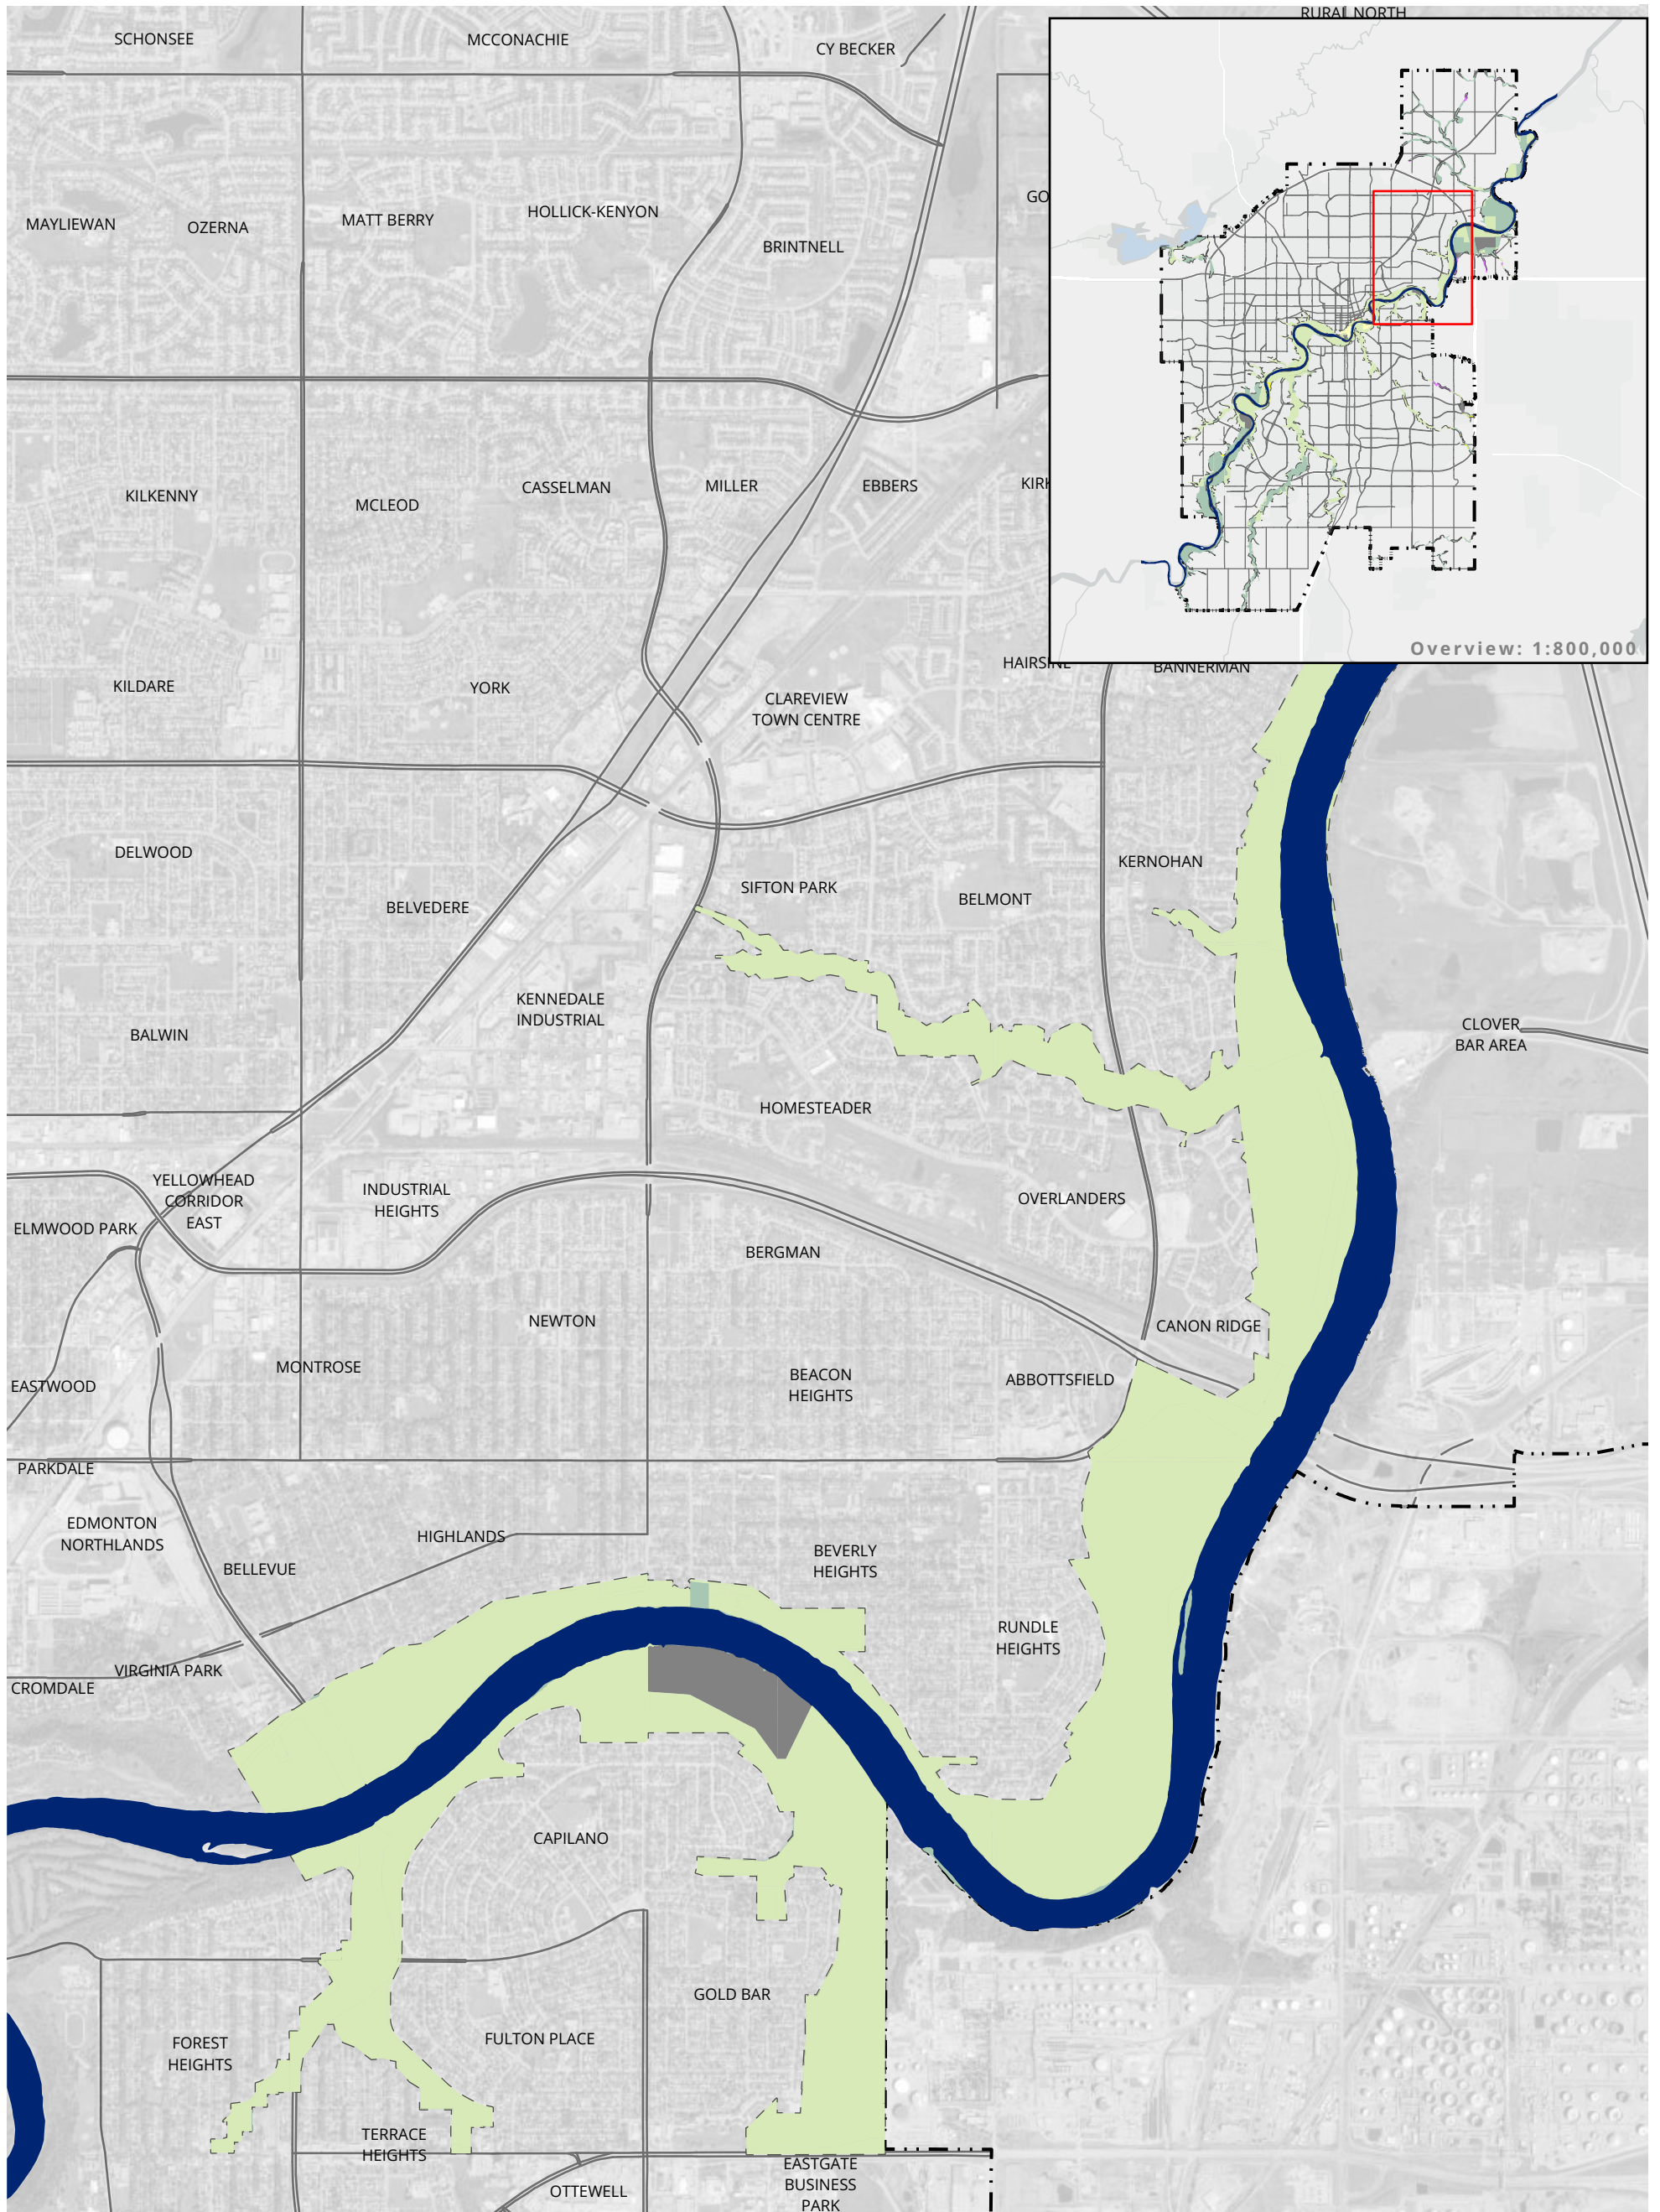 RURAL NORTH
SCHONSEE
MCCONACHIE
CY BECKER
MAYLIEWAN
OZERNA
MATT BERRY
HOLLICK-KENYON
BRINTNELL
GO
KILKENNY
MCLEOD
CASSELMAN
MILLER
EBBERS
KIRK
Overview: 1:800,000
HAIRSINE
BANNERMAN
KILDARE
YORK
CLAREVIEW
TOWN CENTRE
DELWOOD
BELVEDERE
SIFTON PARK
BELMONT
KERNOHAN
BALWIN
KENNEDALE
INDUSTRIAL
CLOVER
BAR AREA
HOMESTEADER
YELLOWHEAD
CORRIDOR
EAST
INDUSTRIAL
HEIGHTS
OVERLANDERS
ELMWOOD PARK
BERGMAN
NEWTON
CANON RIDGE
MONTROSE
EASTWOOD
BEACON
HEIGHTS
ABBOTTSFIELD
PARKDALE
EDMONTON
NORTHLANDS
HIGHLANDS
BELLEVUE
BEVERLY
HEIGHTS
RUNDLE
HEIGHTS
VIRGINIA PARK
CROMDALE
CAPILANO
GOLD BAR
FOREST
HEIGHTS
FULTON PLACE
TERRACE
HEIGHTS
OTTEWELL
EASTGATE
BUSINESS
PARK